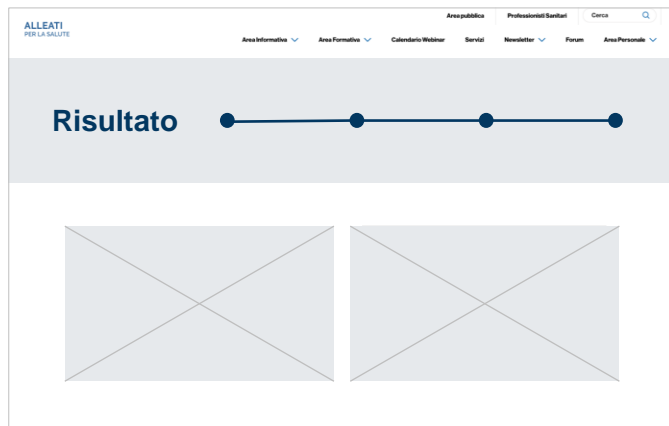 Area pubblica Professionisti Sanitari Cerca
ALLEATI
PER LA SALUTE
Area Informativa Area Formativa Calendario Webinar Servizi Newsletter Forum Area Personale
Risultato